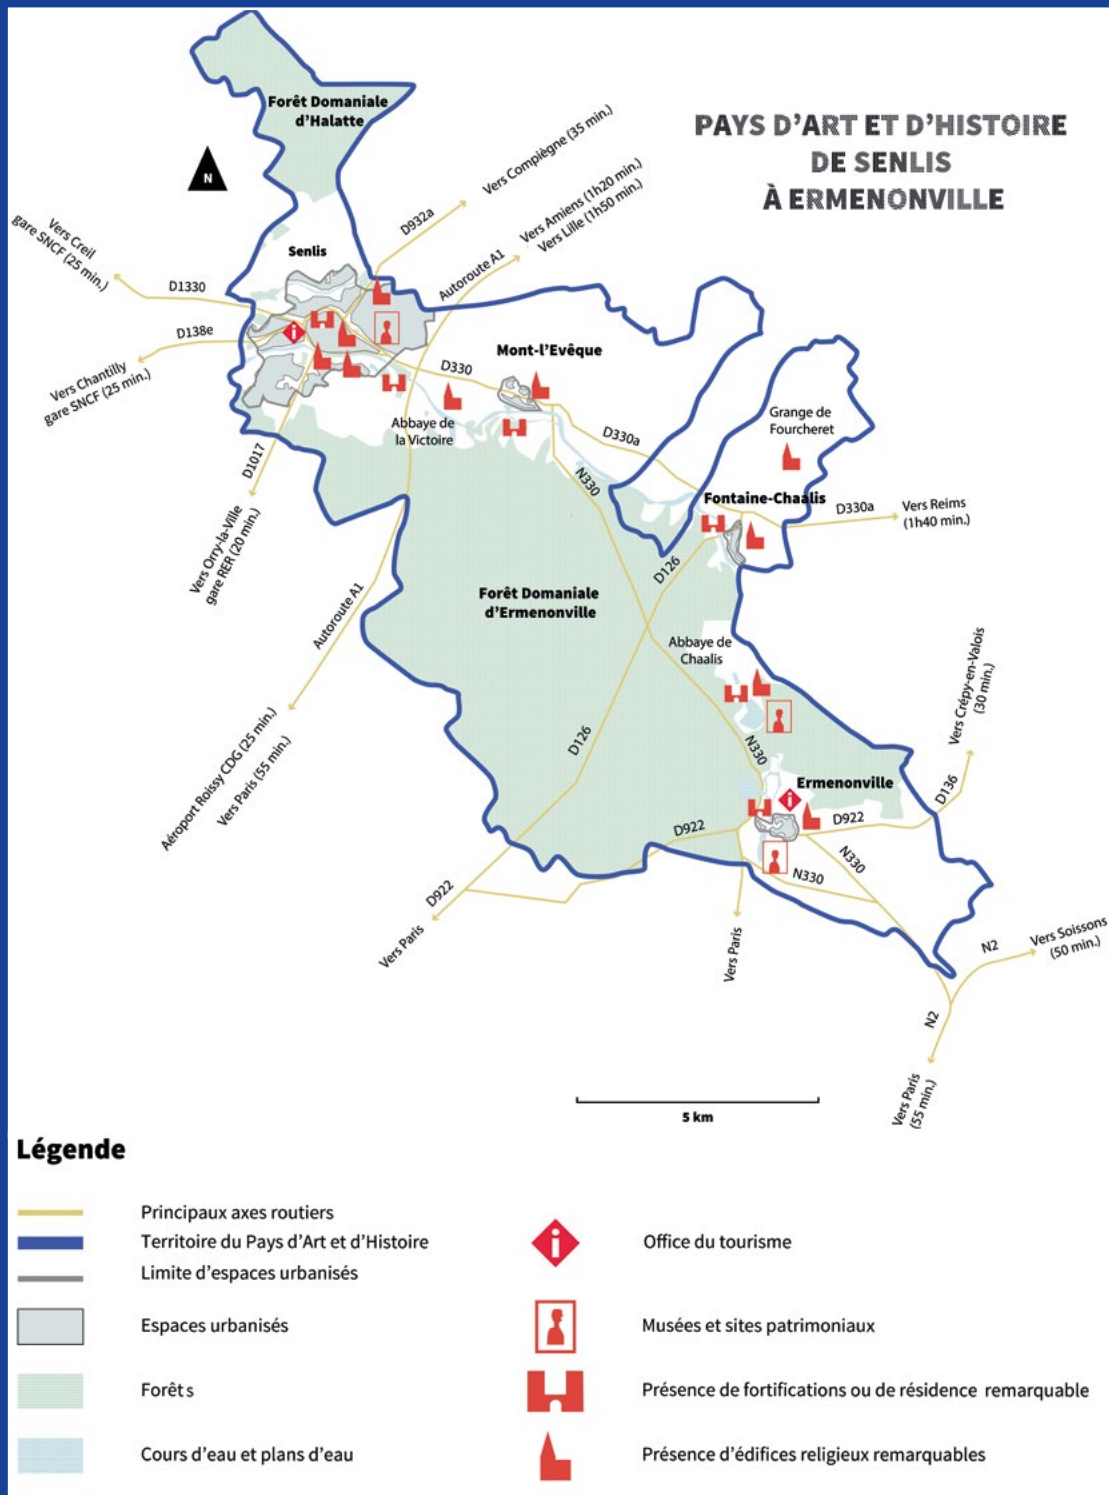 PAYS D'ART ET D'HISTOIRE
DE SENLIS
À ERMENONVILLE
Forêt Domaniale
d'Halatte
N
Vers Compiègne (35 min.)
D932a
Vers Amiens (1h20 min.)
Vers Lille (1h50 min.)
Autoroute A1
Vers Creil
gare SNCF (25 min.)
D1330
Senlis
i
D138e
Vers Chantilly
gare SNCF (25 min.)
D330
Mont-l'Evêque
Abbaye de
la Victoire
D330a
Grange de
Fourcheret
D1017
Vers Orry-la-Ville
gare RER (20 min.)
N330
Fontaine-Chaalis
D330a
Vers Reims
(1h40 min.)
D126
Forêt Domaniale
d'Ermenonville
Autoroute A1
Aéroport Roissy CDG (25 min.)
Vers Paris (55 min.)
Abbaye de
Chaalis
Vers Crépy-en-Valois
(30 min.)
D126
N330
Ermenonville
i
D136
D922
D922
N330
N330
D922
Vers Paris
Vers Paris
N2
Vers Soissons
(50 min.)
N2
Vers Paris
(55 min.)
5 km
Légende
Principaux axes routiers
Territoire du Pays d'Art et d'Histoire
Limite d'espaces urbanisés
Espaces urbanisés
Forêt s
Cours d'eau et plans d'eau
i
Office du tourisme
Musées et sites patrimoniaux
Présence de fortifications ou de résidence remarquable
Présence d'édifices religieux remarquables